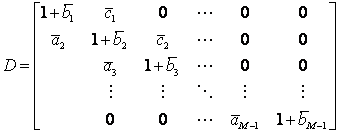 D = [ 1+b̄₁ c̄₁ 0 ⋯ 0 0
ā₂ 1+b̄₂ c̄₂ ⋯ 0 0
ā₃ 1+b̄₃ ⋯ 0 0
⋮ ⋮ ⋱ ⋮ ⋮
0 0 ⋯ ā_{M-1} 1+b̄_{M-1} ]